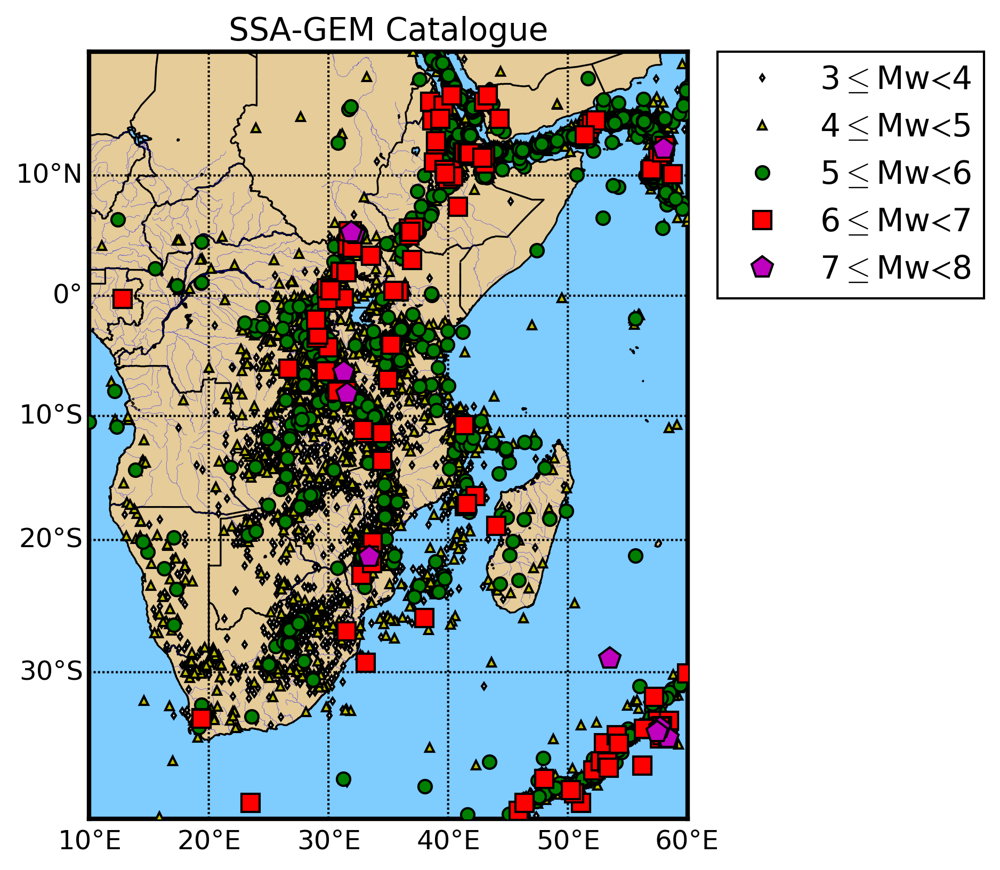 SSA-GEM Catalogue
3 ≤ Mw<4
4 ≤ Mw<5
5 ≤ Mw<6
6 ≤ Mw<7
7 ≤ Mw<8
10°N
0°
10°S
20°S
30°S
10°E 20°E 30°E 40°E 50°E 60°E